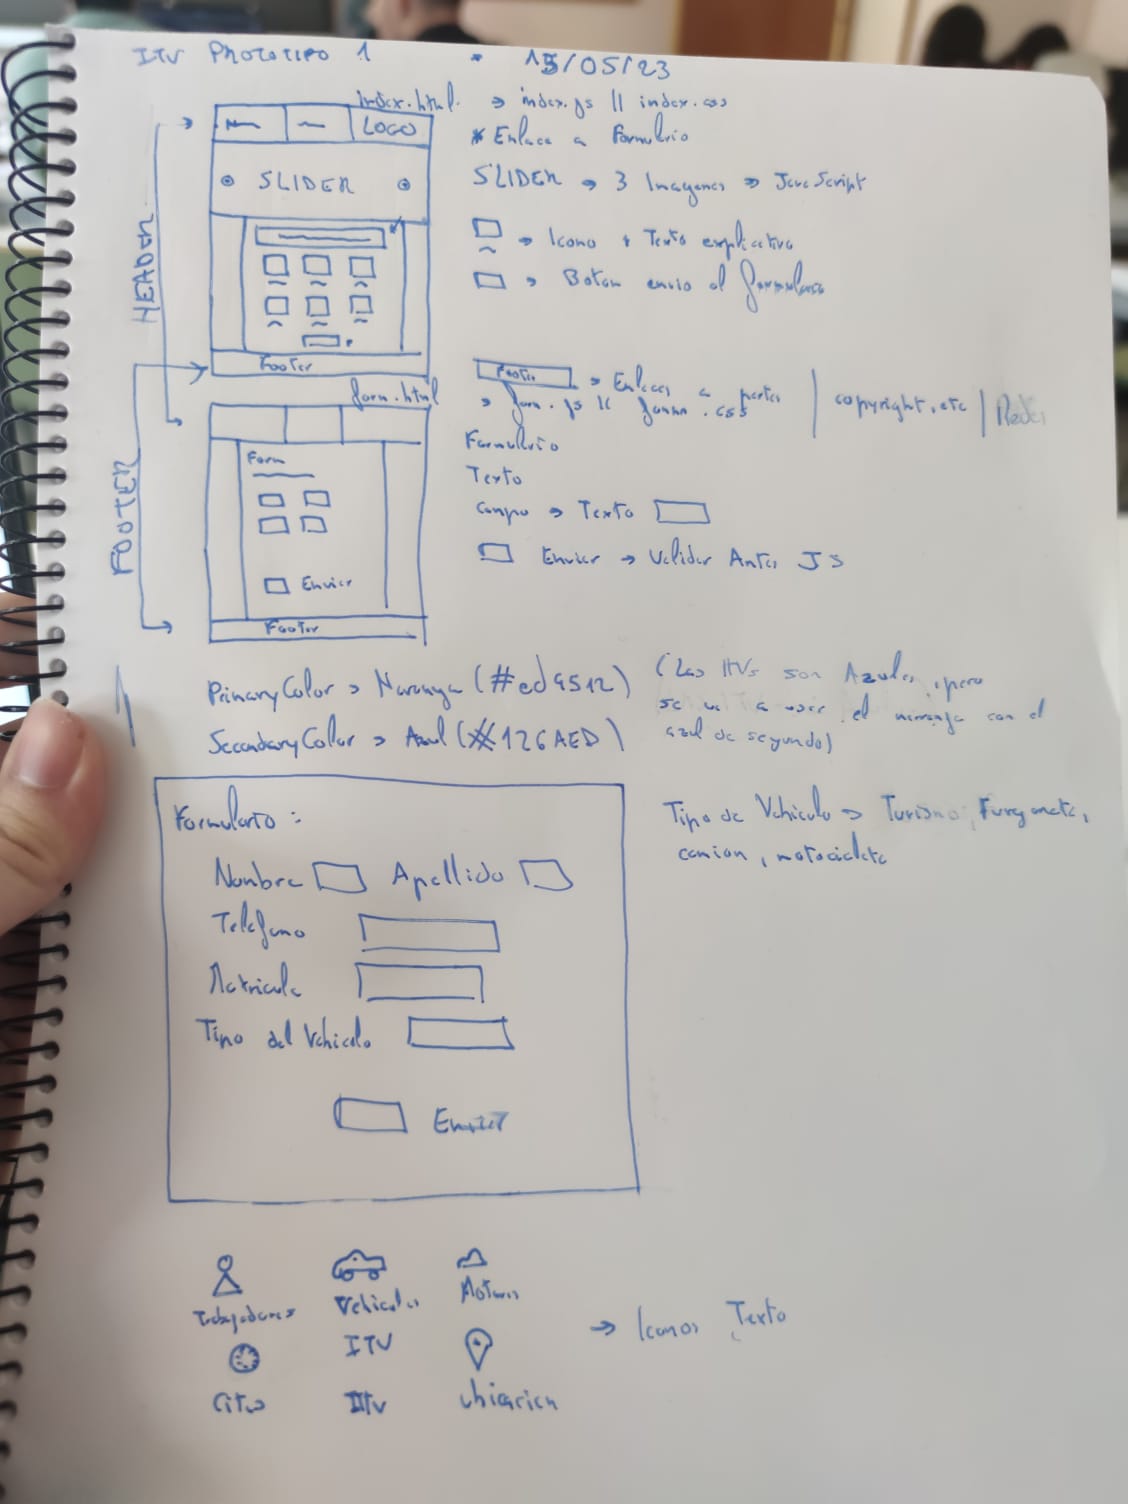 ITV Prototipo 1 * 15/05/23
Index.html. → index.js || index.css
LOGO
* Enlace a Formulrio
HEADER
SLIDER
SLIDER → 3 Imagenes → JavaScript
→ Icono + Texto explicativo
→ Boton envio al formulario
Footer
Footer → Enlaces a partes | copyright, etc | Redes
form.html → form.js || form.css
Formulrio
Form
Texto
campo → Texto
FOOTER
Enviar → Validar Antes JS
Enviar
Footer
PrimaryColor → Naranja (#ed9512) (Las ITVs son Azules, pero
se va a usar el naranja con el
SecondaryColor → Azul (#126AED) azul de segundo)
Formulario :
Tipo de Vehiculo → Turismo, Furgoneta,
camion, motocicleta
Nombre Apellido
Telefono
Matricula
Tipo del Vehiculo
Enviar
Trabajadores Vehiculos Motores
→ Iconos Texto
ITV
Citas ITV Ubicacion